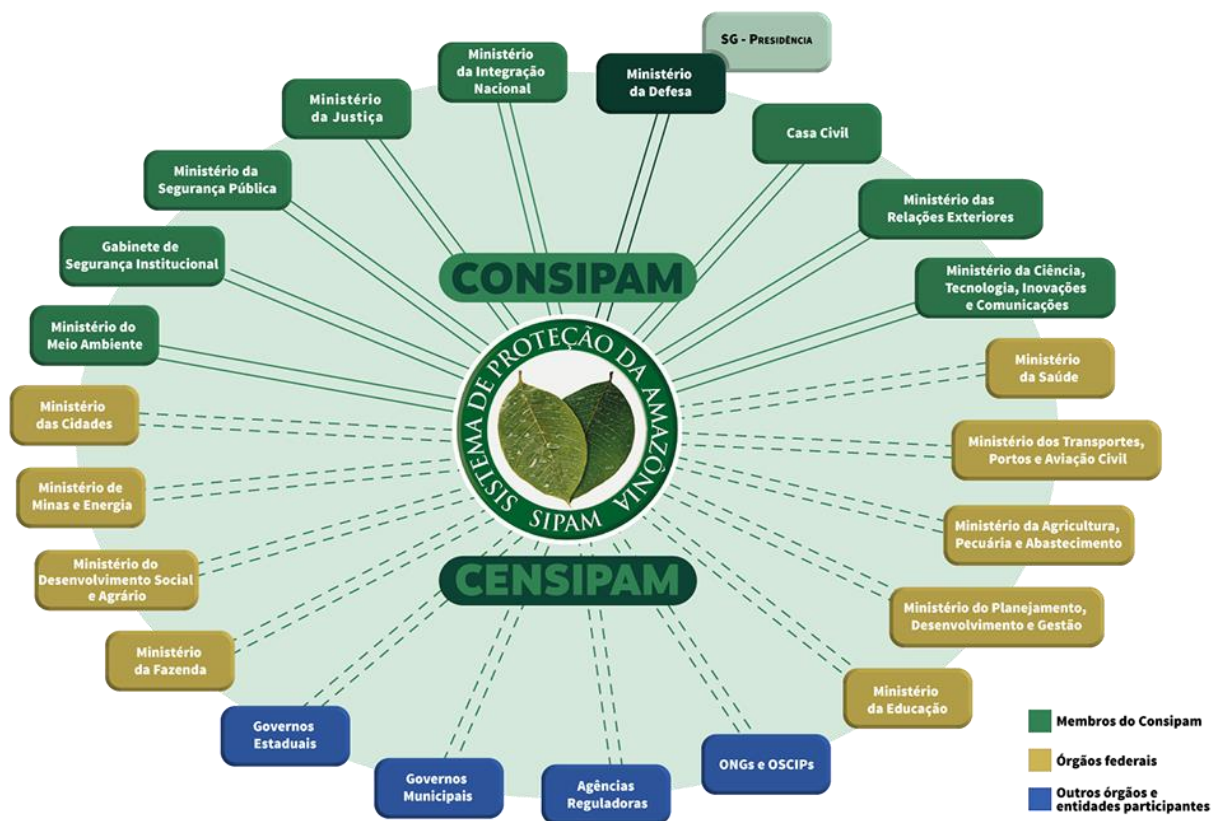 SG - PRESIDÊNCIA
Ministério
da Integração
Nacional
Ministério
da Defesa
Ministério
da Justiça
Casa Civil
Ministério da
Segurança Pública
Ministério das
Relações Exteriores
Gabinete de
Segurança Institucional
CONSIPAM
Ministério da Ciência,
Tecnologia, Inovações
e Comunicações
Ministério do
Meio Ambiente
SISTEMA DE PROTEÇÃO DA AMAZÔNIA
SIPAM
Ministério
da Saúde
Ministério
das Cidades
Ministério dos Transportes,
Portos e Aviação Civil
Ministério de
Minas e Energia
Ministério da Agricultura,
Pecuária e Abastecimento
Ministério do
Desenvolvimento Social
e Agrário
CENSIPAM
Ministério do Planejamento,
Desenvolvimento e Gestão
Ministério
da Fazenda
Ministério
da Educação
Governos
Estaduais
Governos
Municipais
Agências
Reguladoras
ONGs e OSCIPs
Membros do Consipam
Órgãos federais
Outros órgãos e
entidades participantes